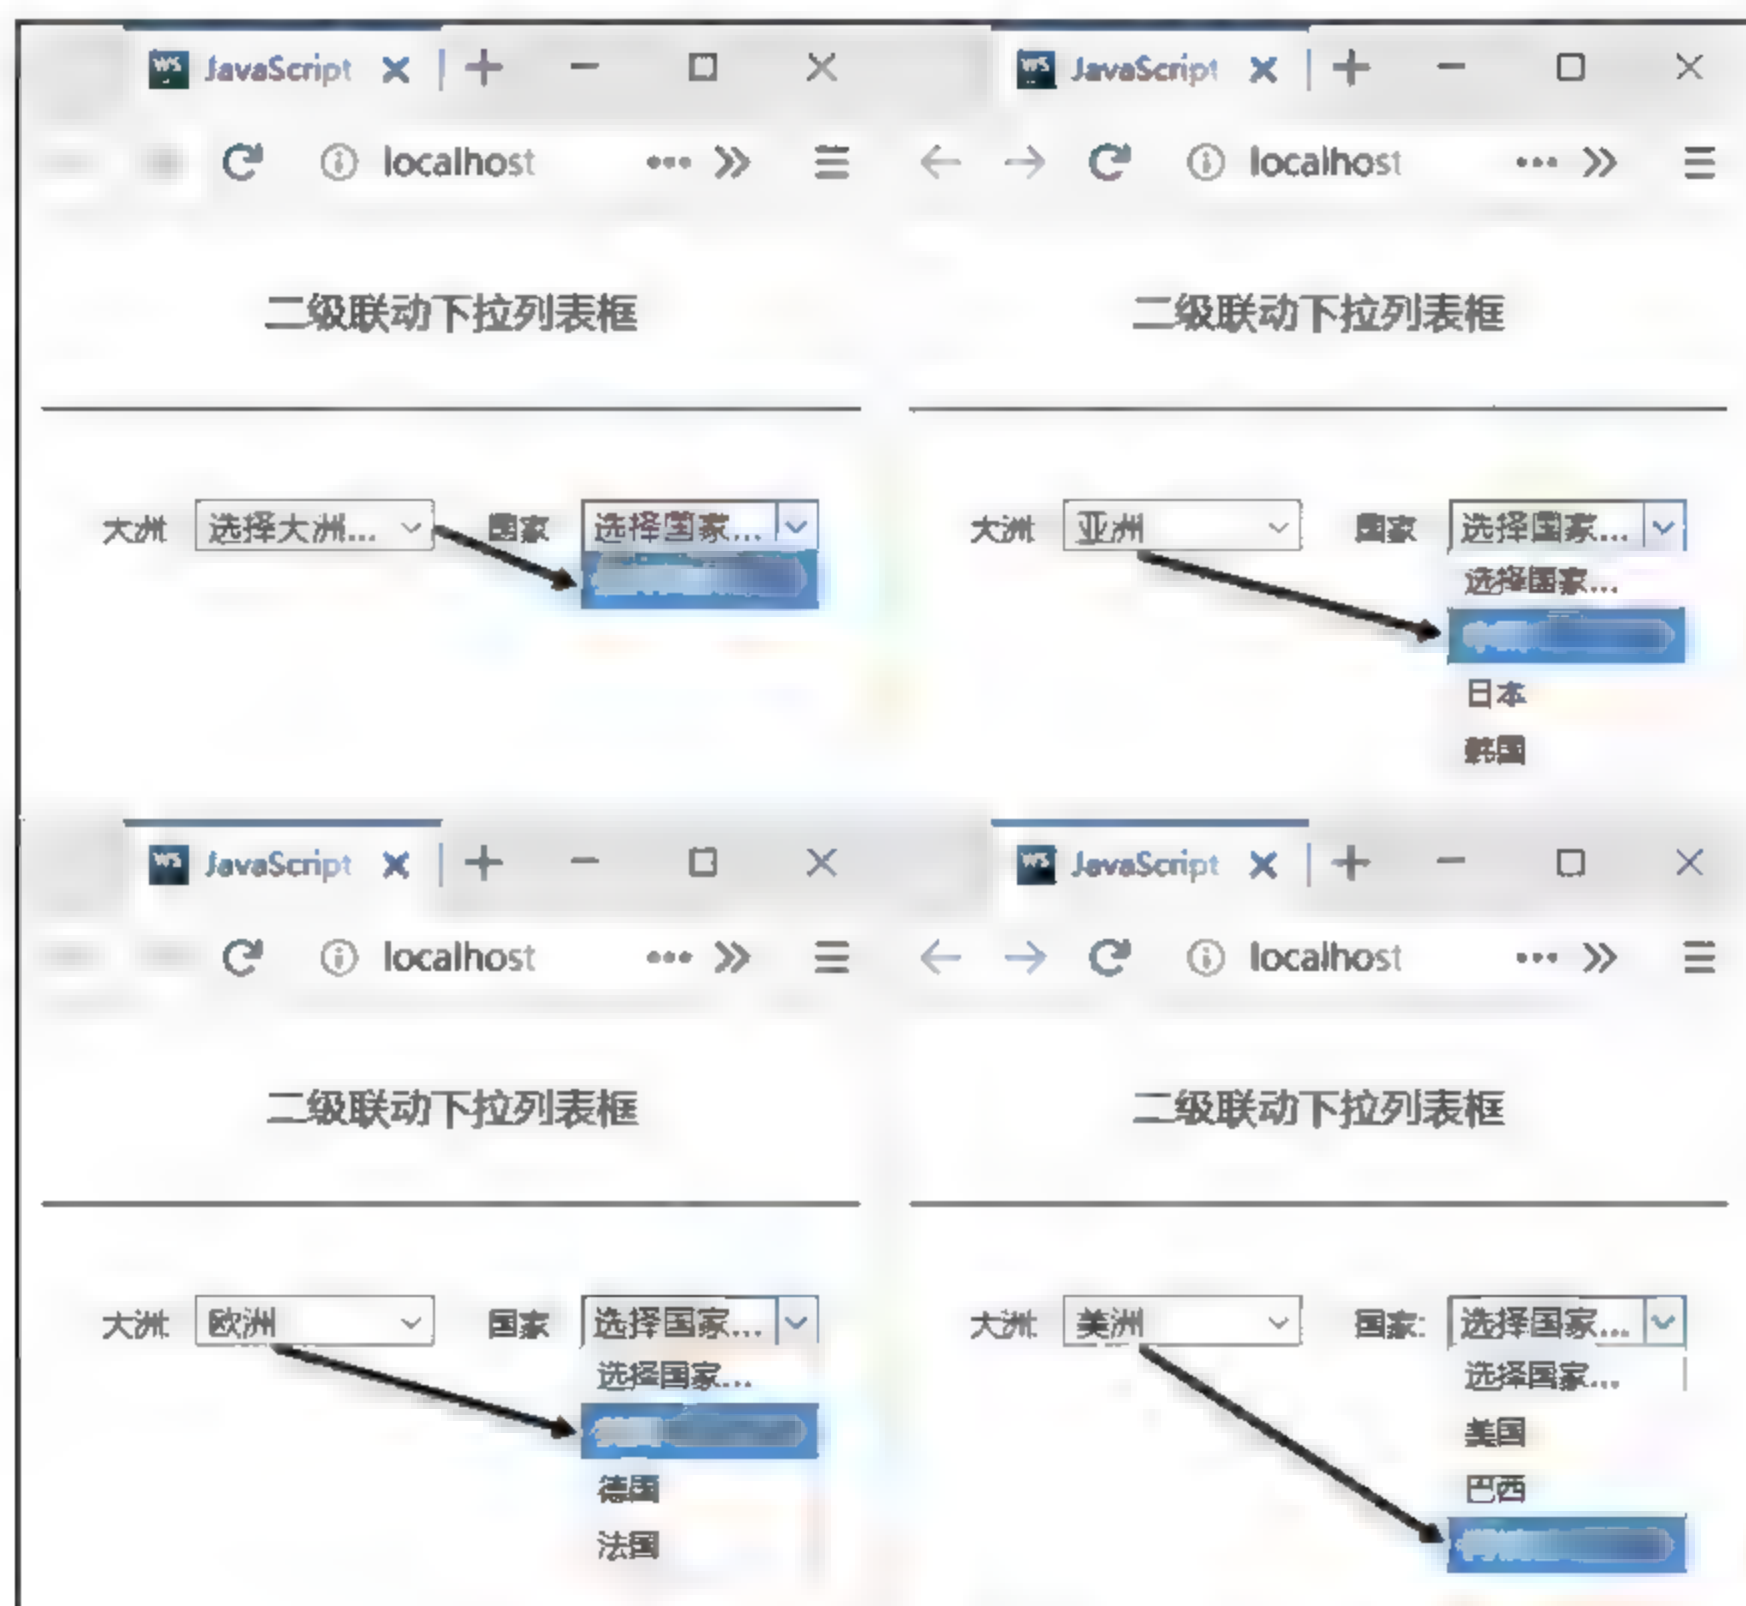 WS JavaScript
localhost
二级联动下拉列表框
大洲 选择大洲... 国家 选择国家...
WS JavaScript
localhost
二级联动下拉列表框
大洲 亚洲 国家 选择国家...
选择国家...
日本
韩国
WS JavaScript
localhost
二级联动下拉列表框
大洲: 欧洲 国家 选择国家...
选择国家...
德国
法国
WS JavaScript
localhost
二级联动下拉列表框
大洲: 美洲 国家: 选择国家...
选择国家...
美国
巴西